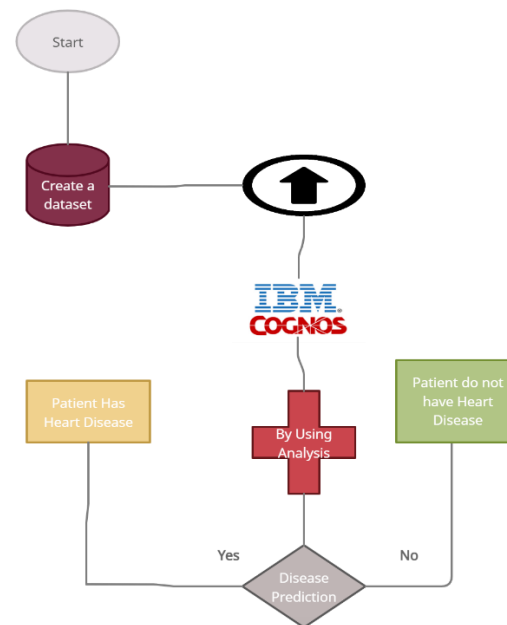 Start
Create a
dataset
IBM.
COGNOS
Patient Has
Heart Disease
By Using
Analysis
Patient do not
have Heart
Disease
Yes
No
Disease
Prediction